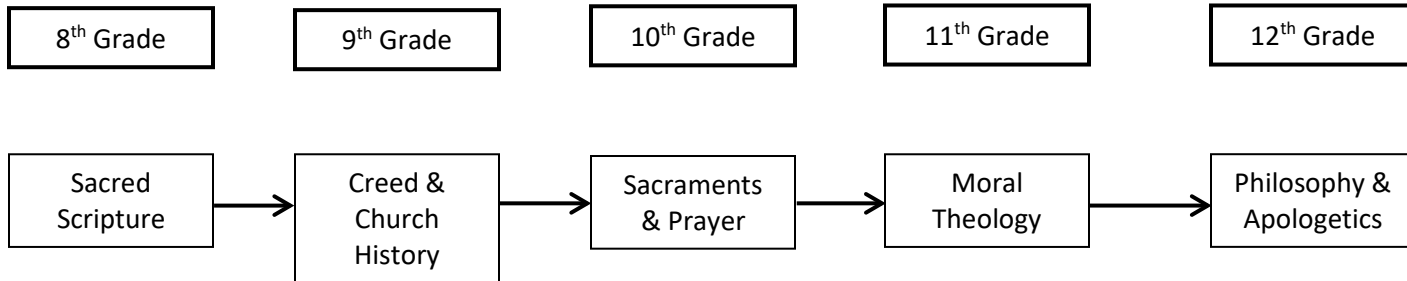 8th Grade
9th Grade
10th Grade
11th Grade
12th Grade
Sacred
Scripture
Creed &
Church
History
Sacraments
& Prayer
Moral
Theology
Philosophy &
Apologetics